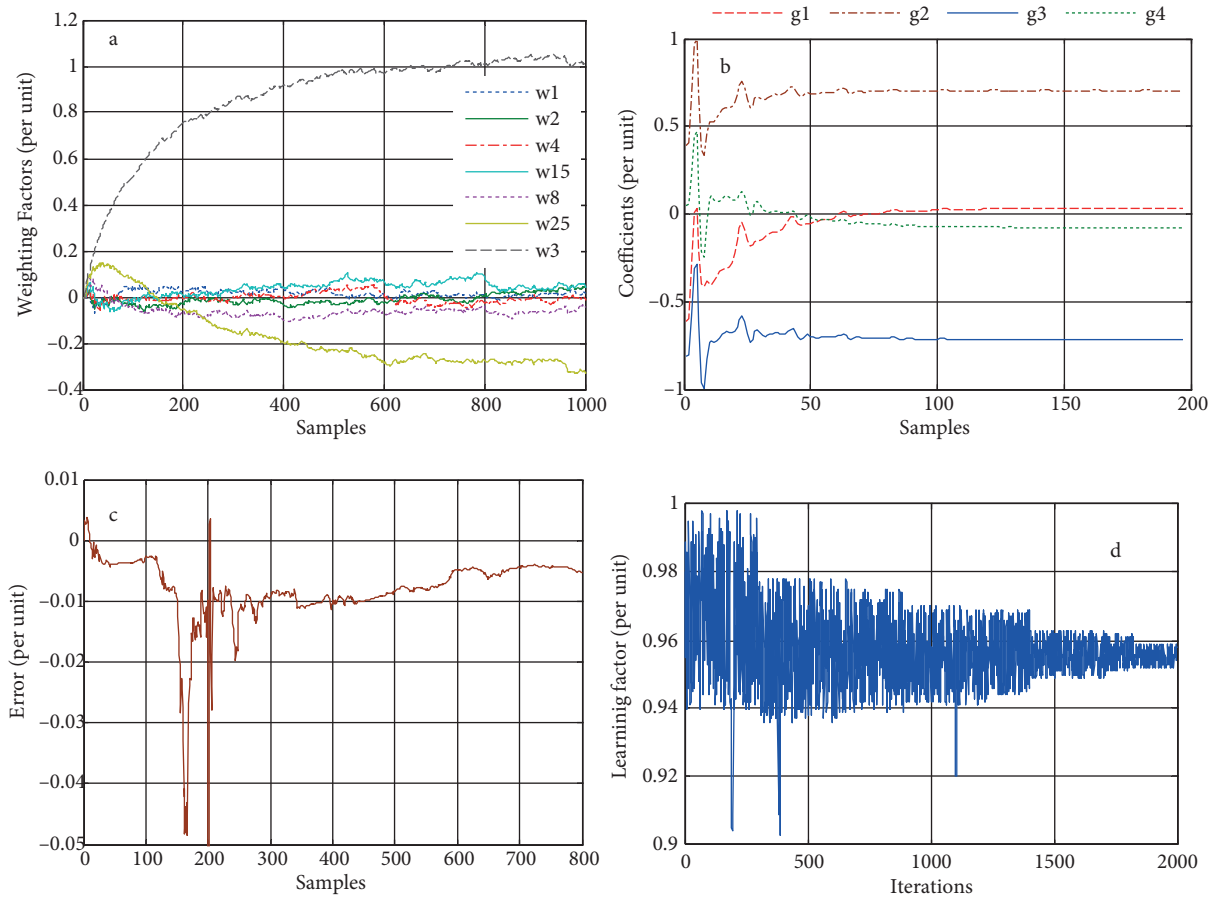 a
Weighting Factors (per unit)
1.2
1
0.8
0.6
0.4
0.2
0
−0.2
−0.4
w1
w2
w4
w15
w8
w25
w3
0 200 400 600 800 1000
Samples
g1 g2 g3 g4
b
Coefficients (per unit)
1
0.5
0
−0.5
−1
0 50 100 150 200
Samples
c
Error (per unit)
0.01
0
−0.01
−0.02
−0.03
−0.04
−0.05
0 100 200 300 400 500 600 700 800
Samples
d
Learninig factor (per unit)
1
0.98
0.96
0.94
0.92
0.9
0 500 1000 1500 2000
Iterations